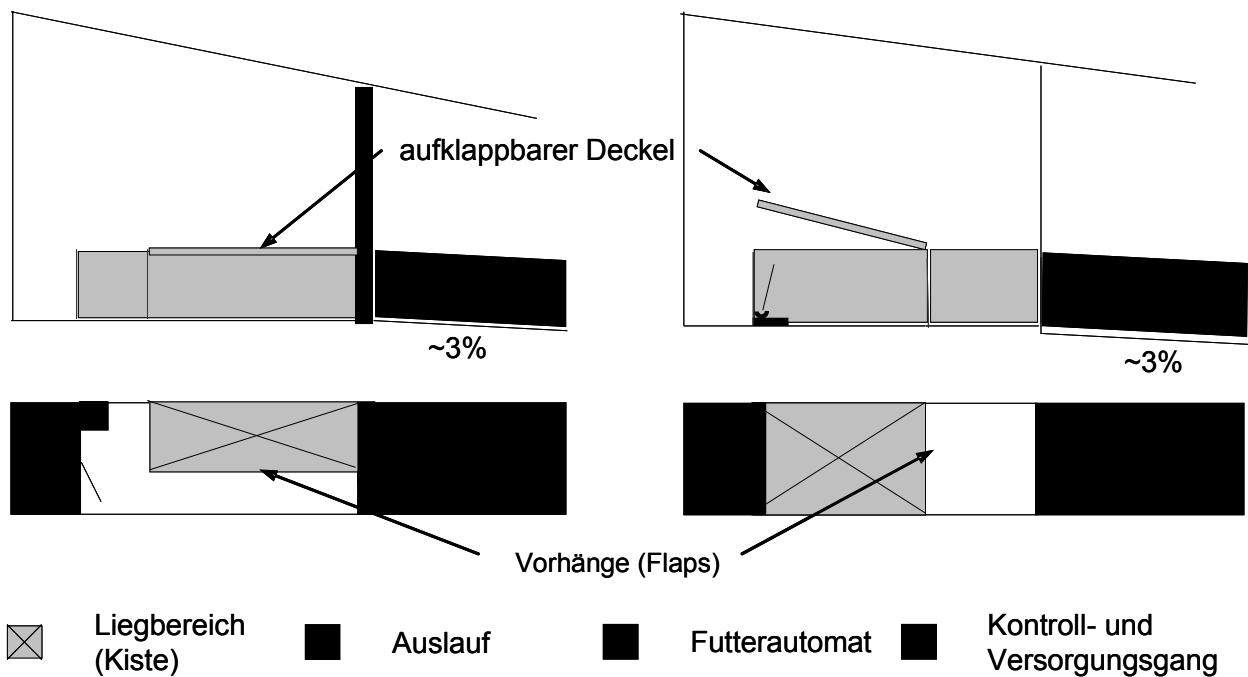 aufklappbarer Deckel
~3%
~3%
Vorhänge (Flaps)
Liegbereich
(Kiste)
Auslauf
Futterautomat
Kontroll- und
Versorgungsgang